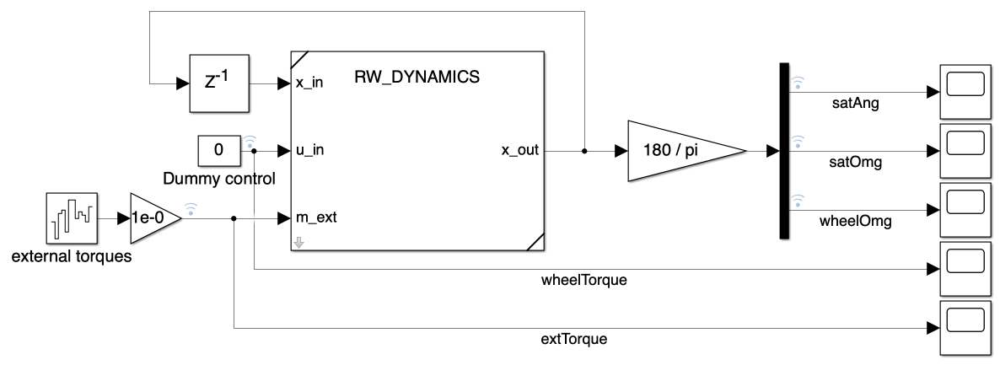 RW_DYNAMICS
Z-1
x_in
satAng
0
u_in
x_out
180 / pi
satOmg
Dummy control
1e-0
m_ext
wheelOmg
external torques
wheelTorque
extTorque